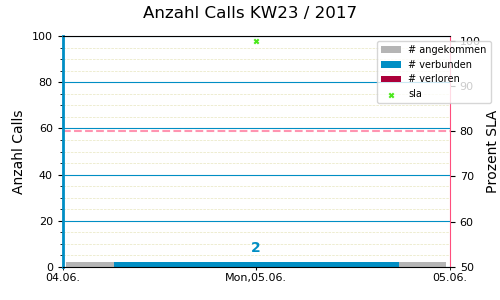 Anzahl Calls KW23 / 2017
100
80
60
40
20
0
Anzahl Calls
# angekommen
# verbunden
# verloren
sla
100
90
80
70
60
50
Prozent SLA
2
04.06.
Mon,05.06.
05.06.